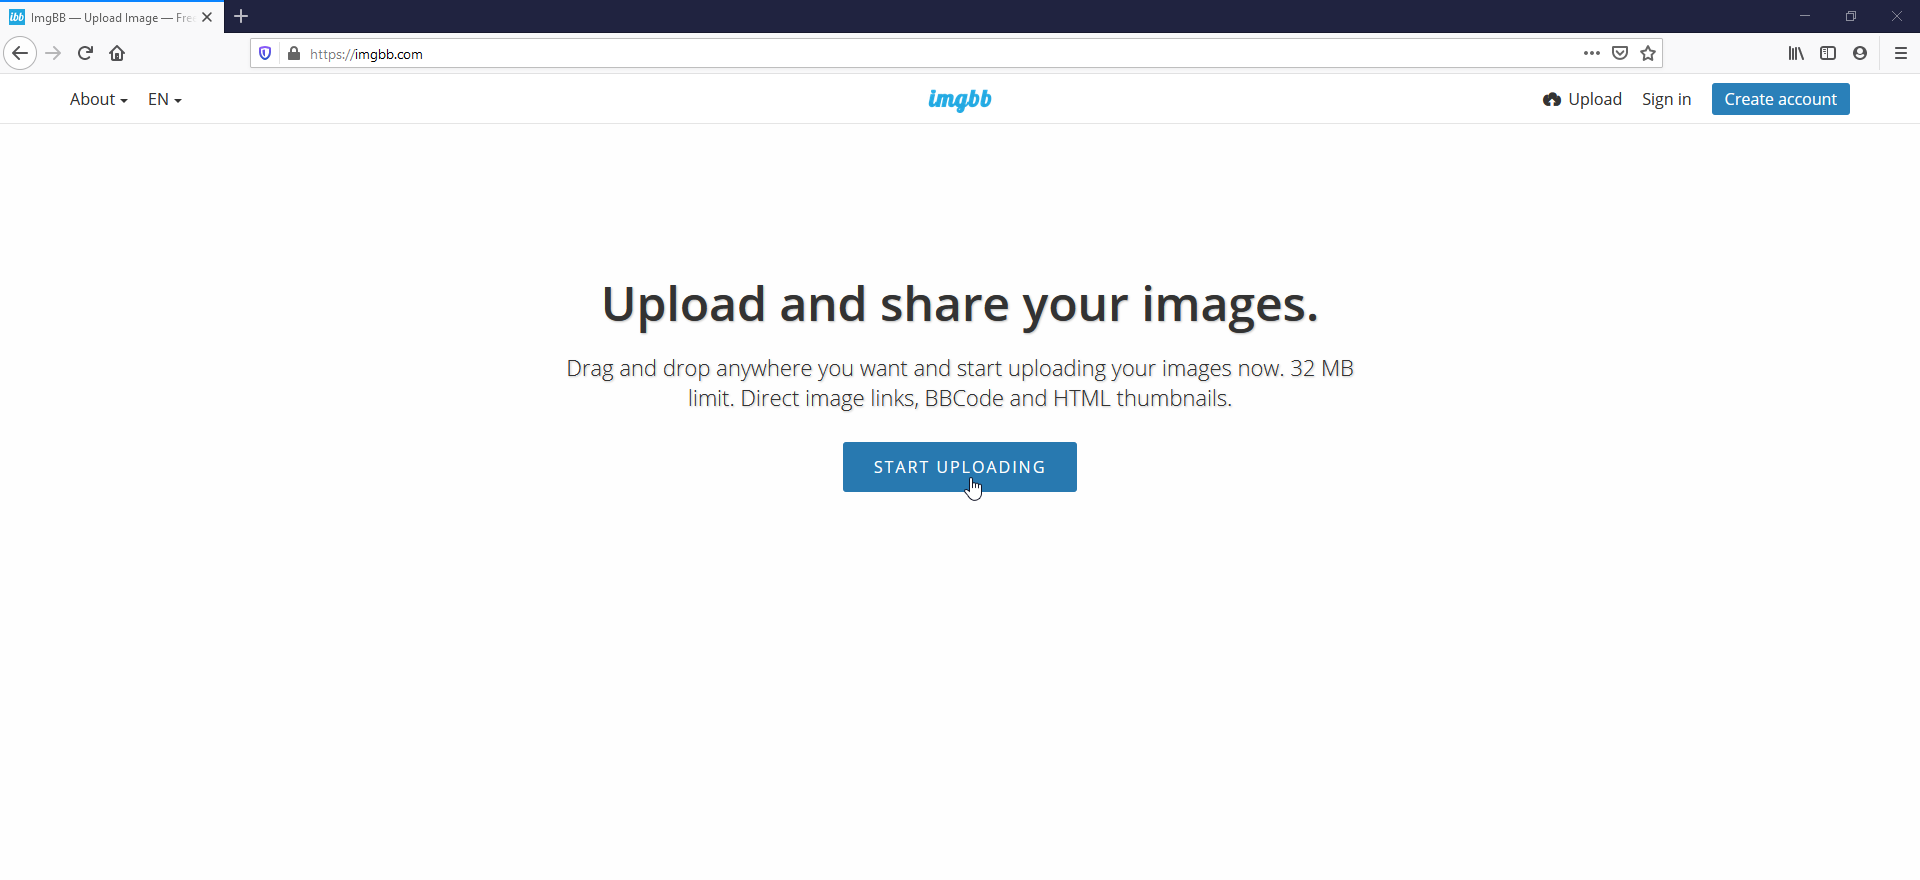 ibb ImgBB — Upload Image — Fre
https://imgbb.com
About EN imgbb Upload Sign in Create account
Upload and share your images.
Drag and drop anywhere you want and start uploading your images now. 32 MB
limit. Direct image links, BBCode and HTML thumbnails.
START UPLOADING